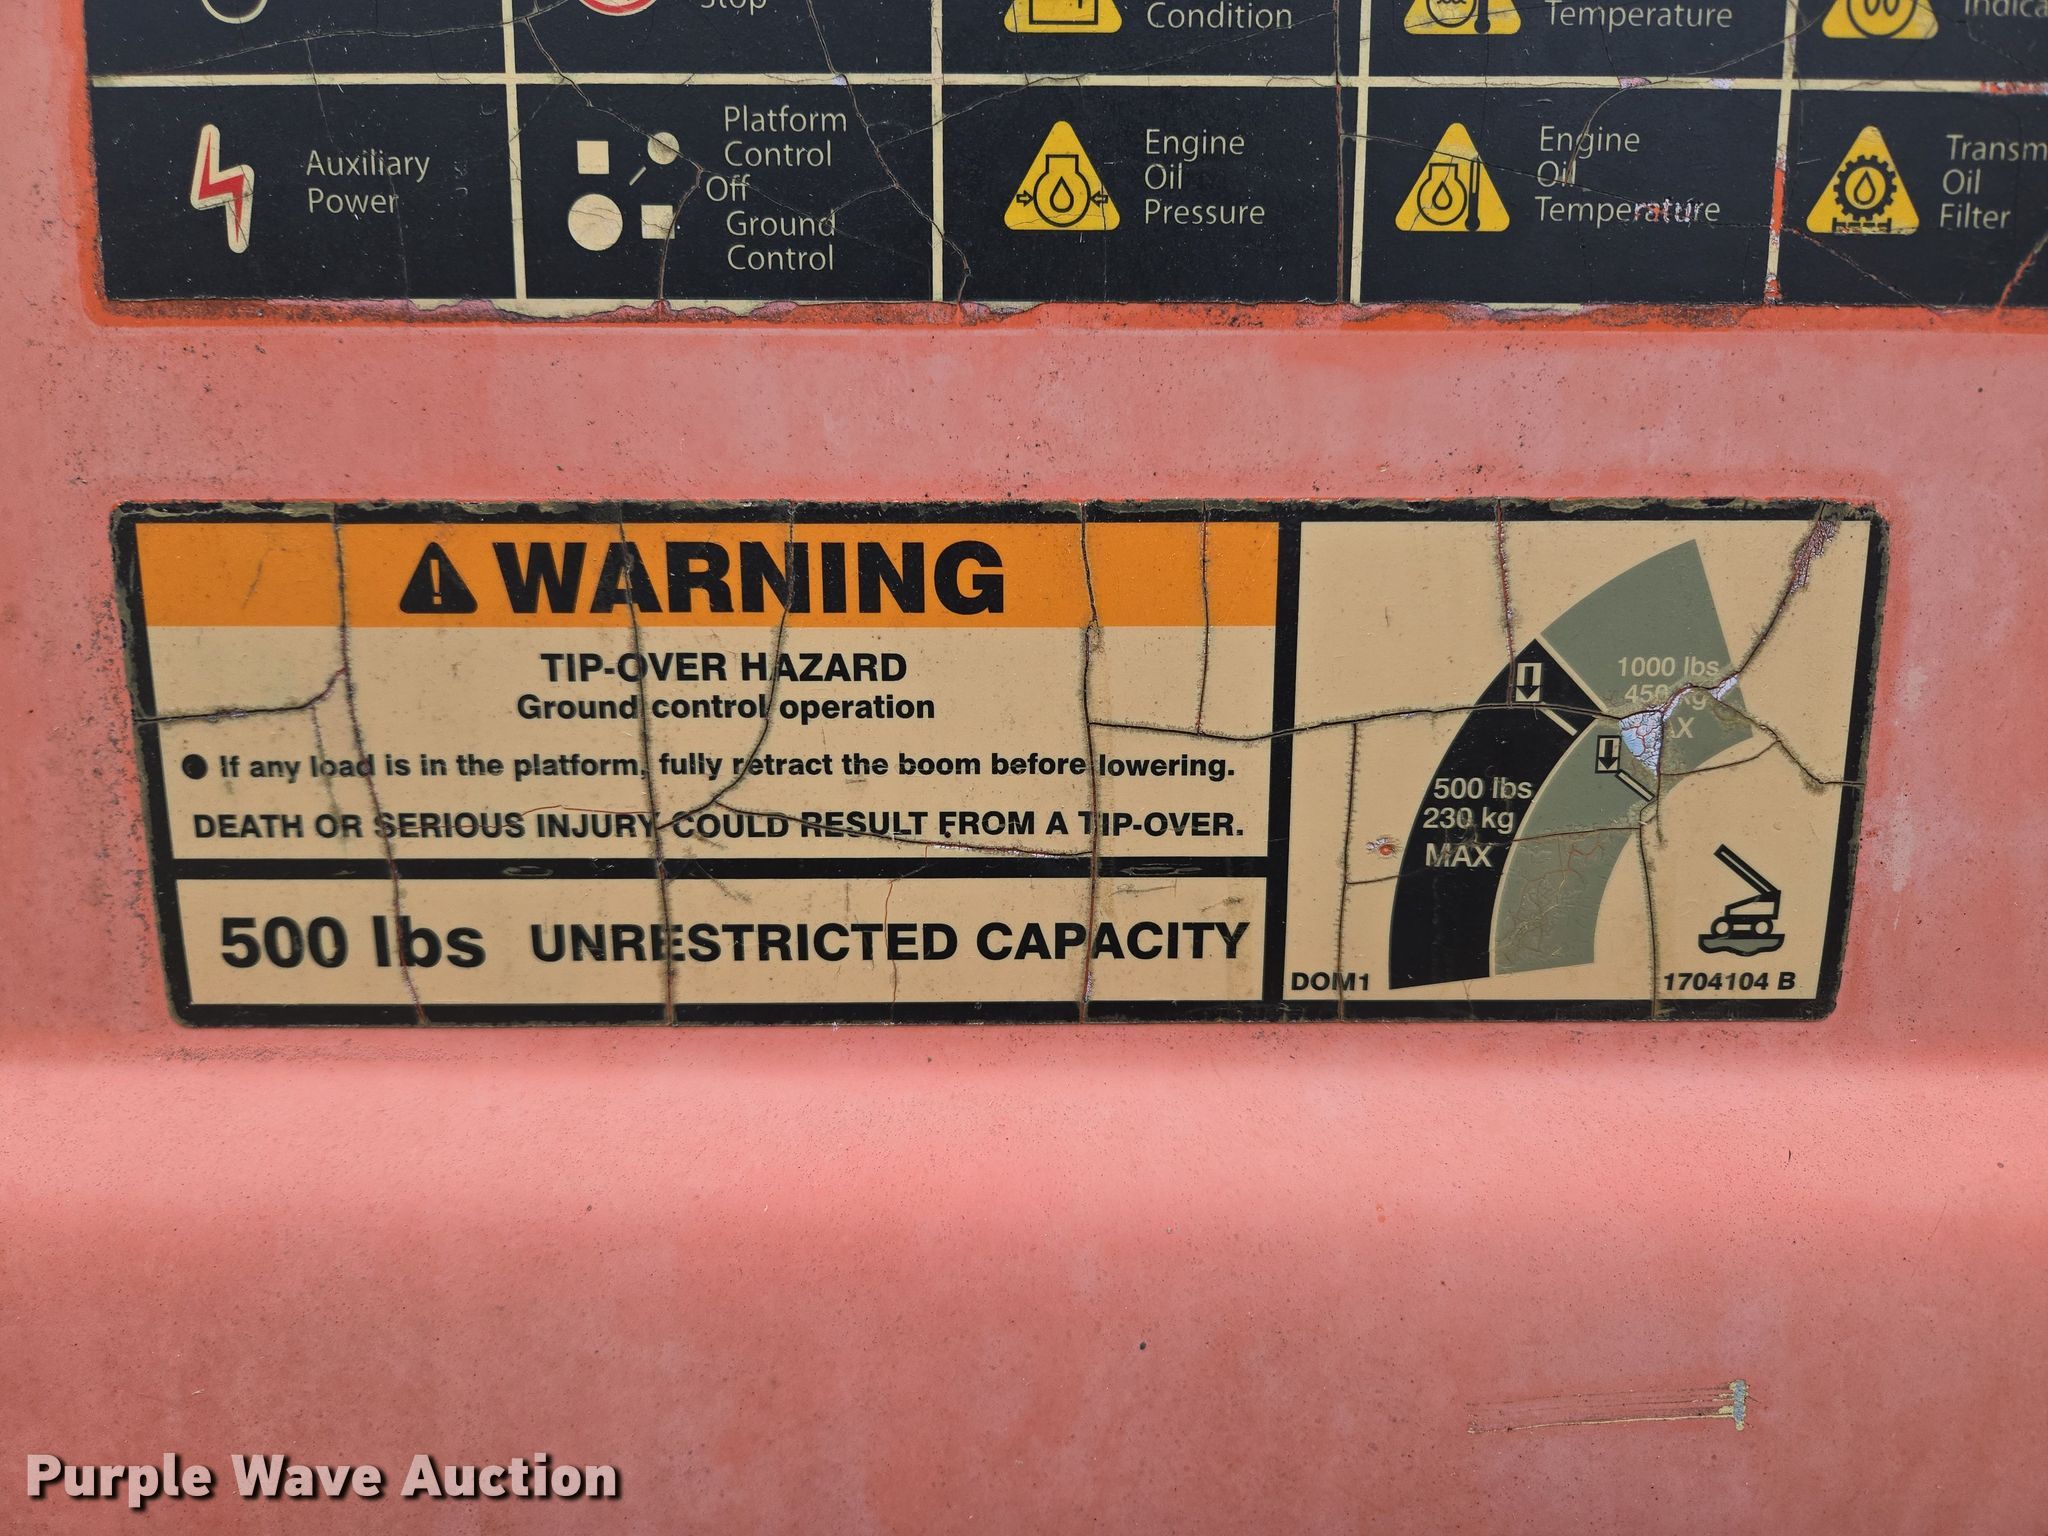 Stop
Condition
Temperature
Auxiliary
Power
Platform
Control
Off
Ground
Control
Engine
Oil
Pressure
Engine
Oil
Temperature
Oil
Filter
WARNING
TIP-OVER HAZARD
Ground control operation
● If any load is in the platform, fully retract the boom before lowering.
DEATH OR SERIOUS INJURY COULD RESULT FROM A TIP-OVER.
500 lbs UNRESTRICTED CAPACITY
1000 lbs
450 kg
500 lbs
230 kg
MAX
DOM1
1704104 B
Purple Wave Auction